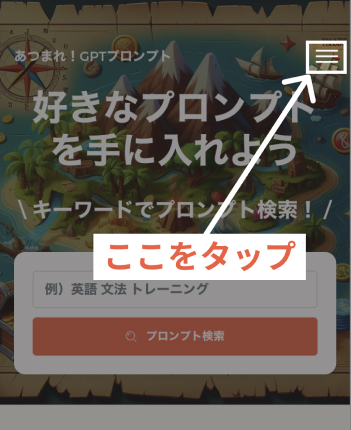 あつまれ！GPTプロンプト
好きなプロンプト
を手に入れよう
\ キーワードでプロンプト検索！ /
ここをタップ
例）英語 文法 トレーニング
プロンプト検索